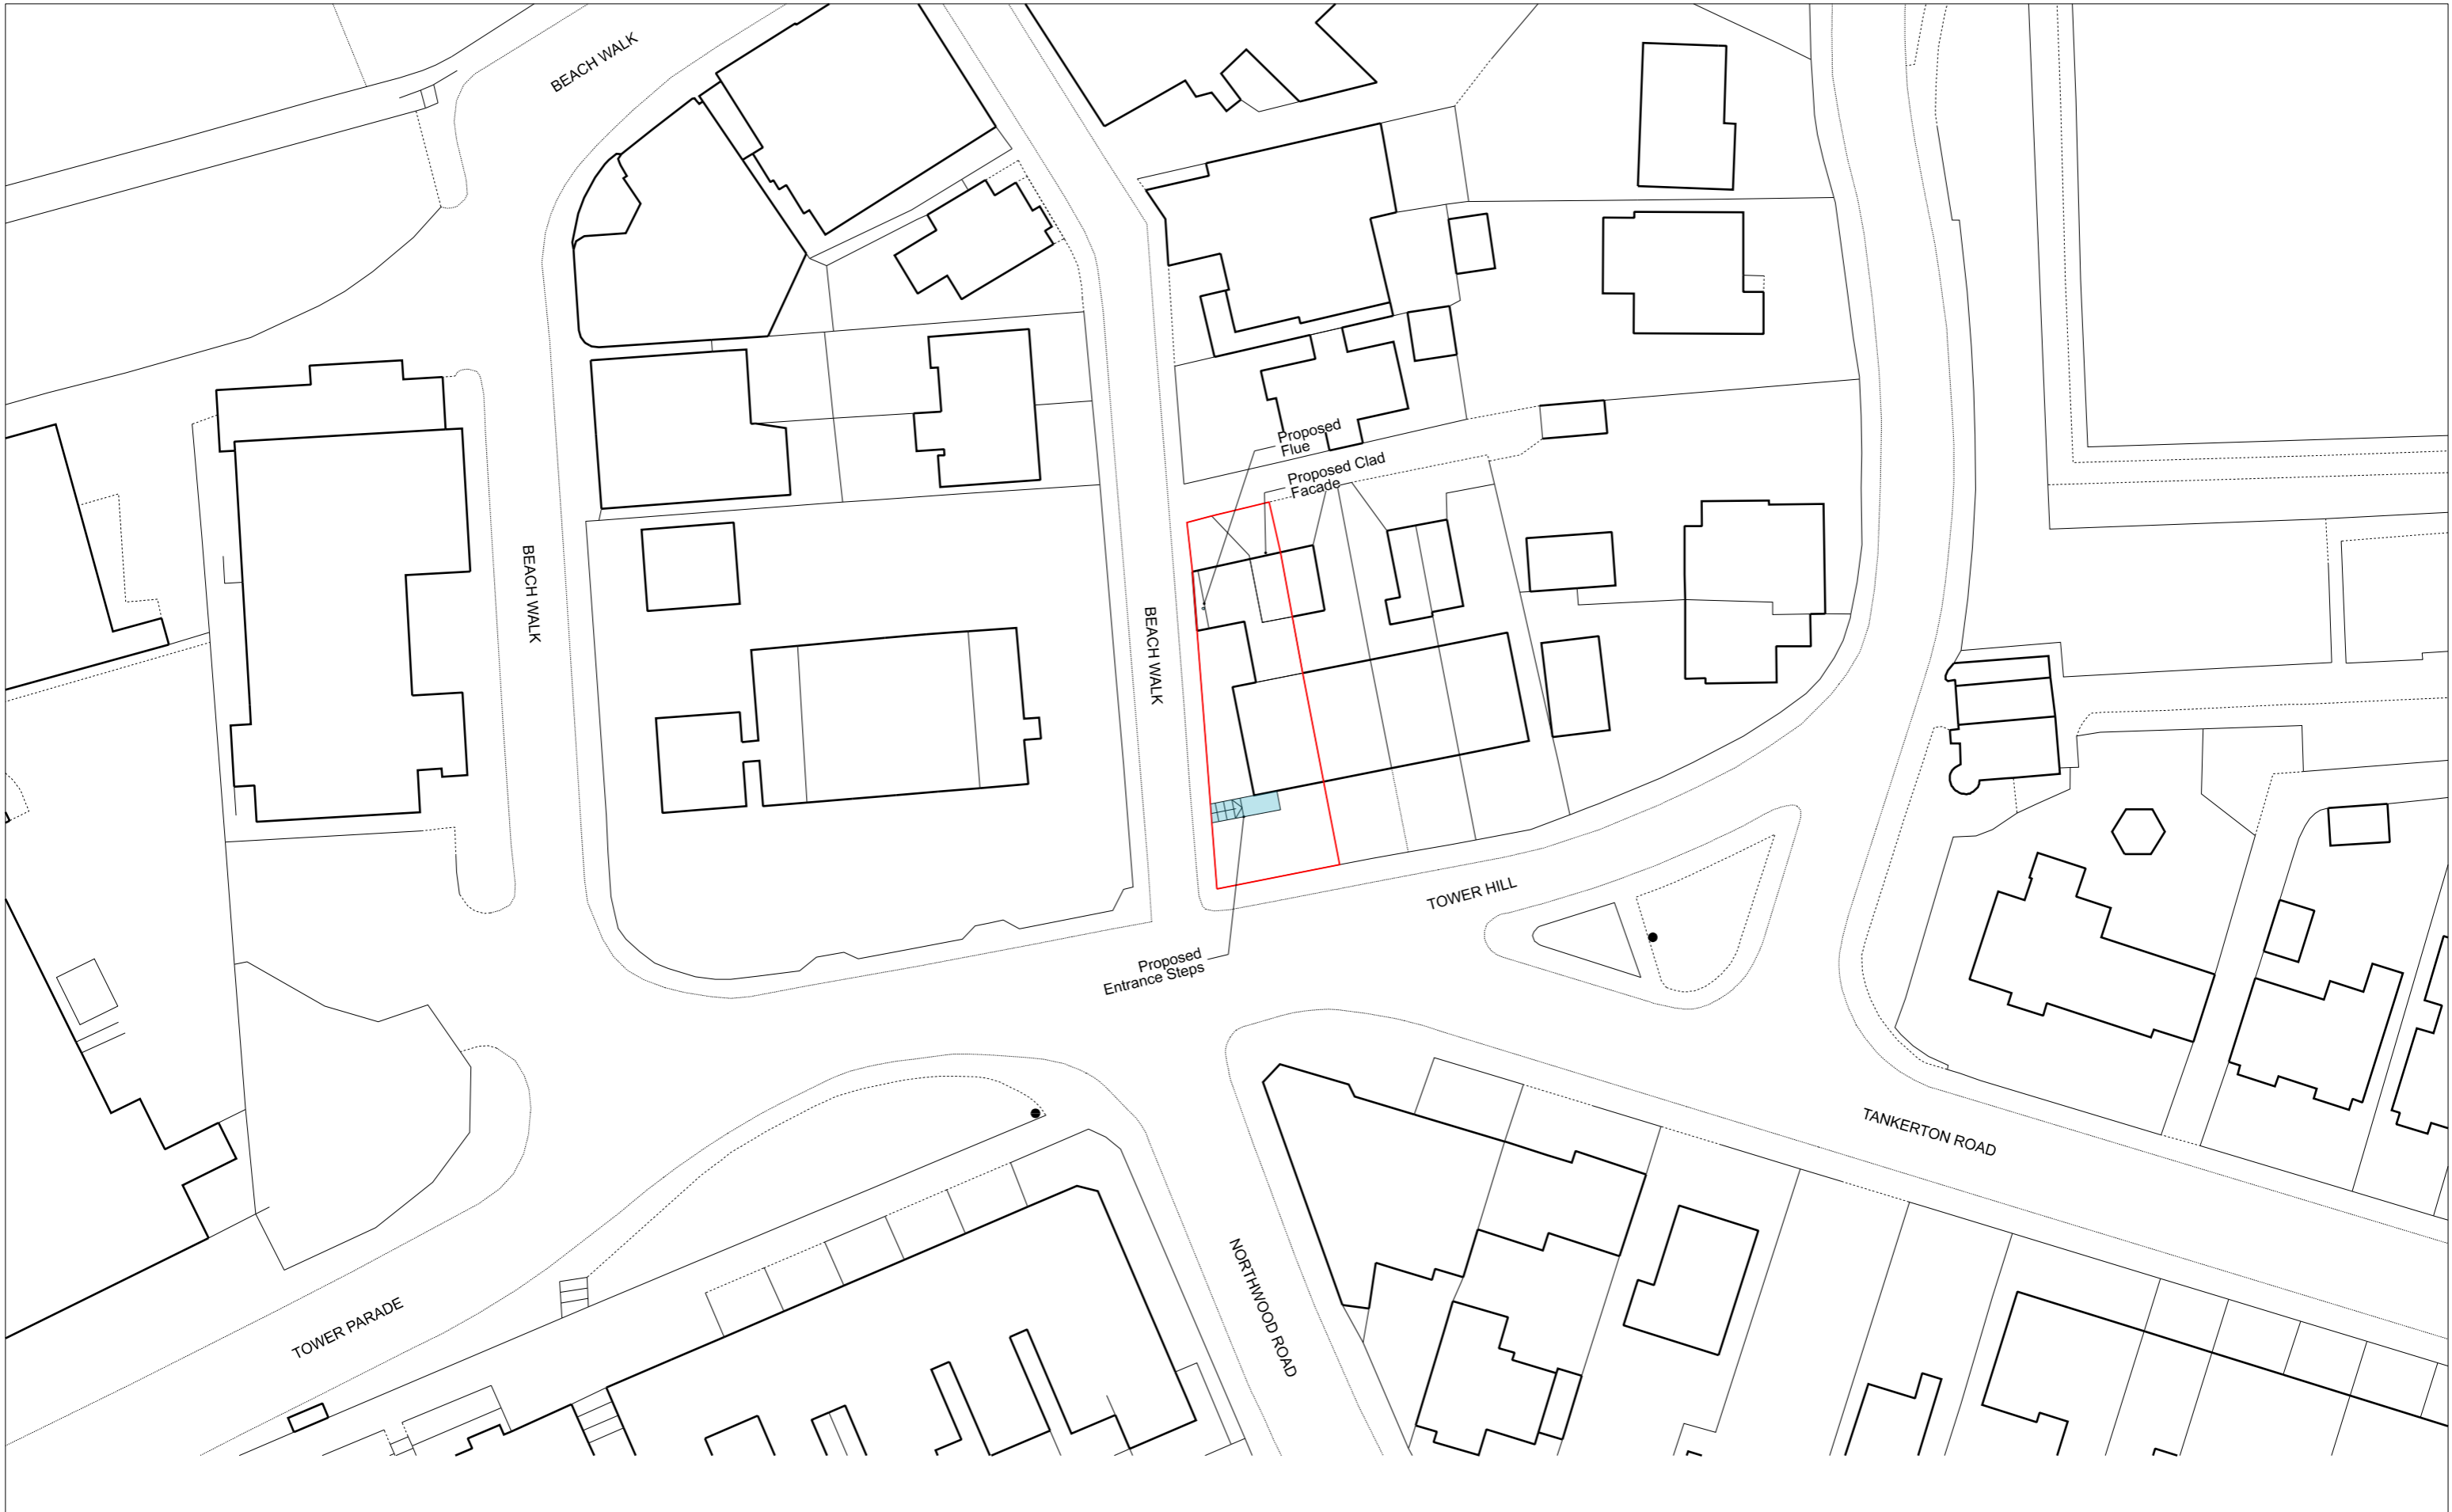 BEACH WALK
Proposed
Flue
Proposed Clad
Facade
BEACH WALK
BEACH WALK
TOWER HILL
Proposed
Entrance Steps
TANKERTON ROAD
NORTHWOOD ROAD
TOWER PARADE